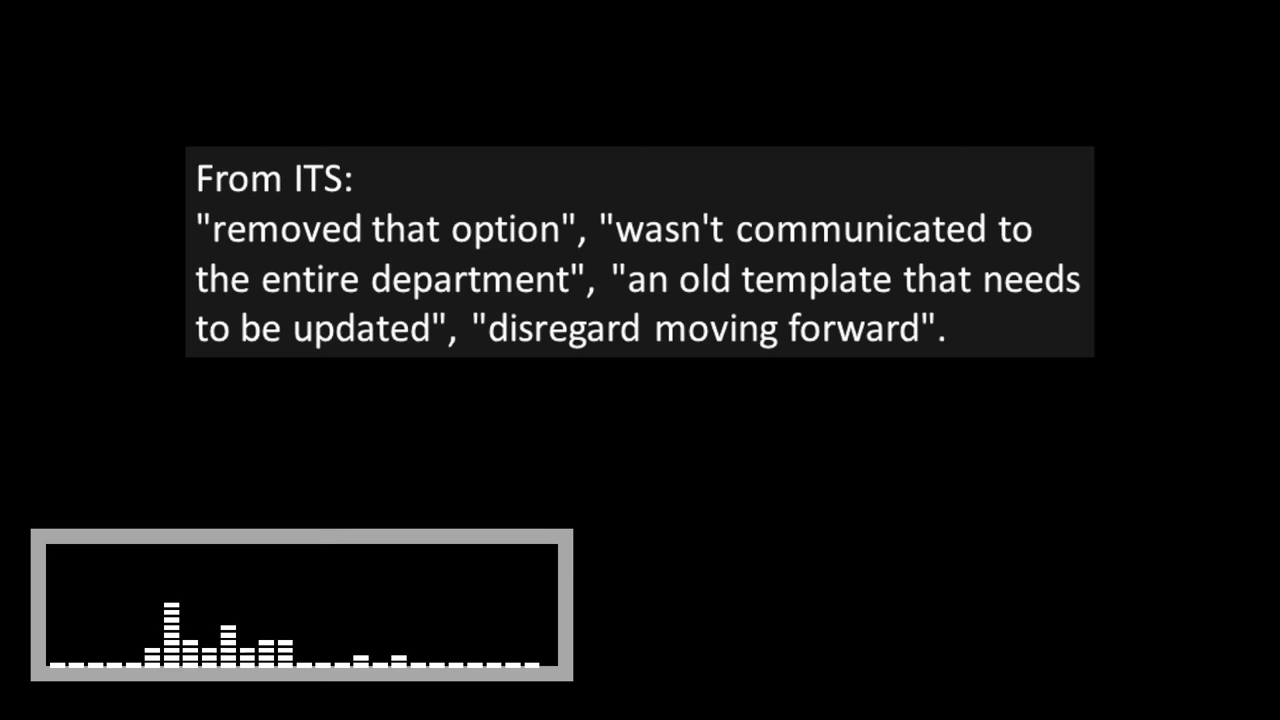 From ITS:
"removed that option", "wasn't communicated to
the entire department", "an old template that needs
to be updated", "disregard moving forward".